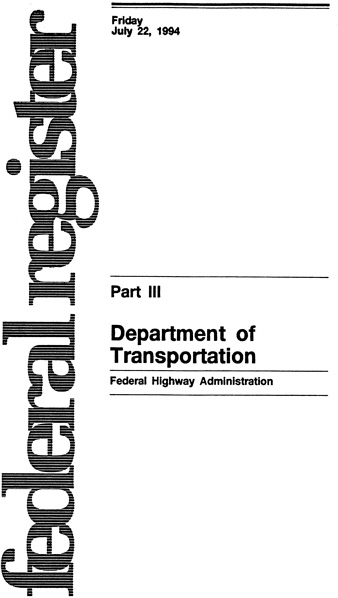 federal register
Friday
July 22, 1994
Part III
Department of
Transportation
Federal Highway Administration